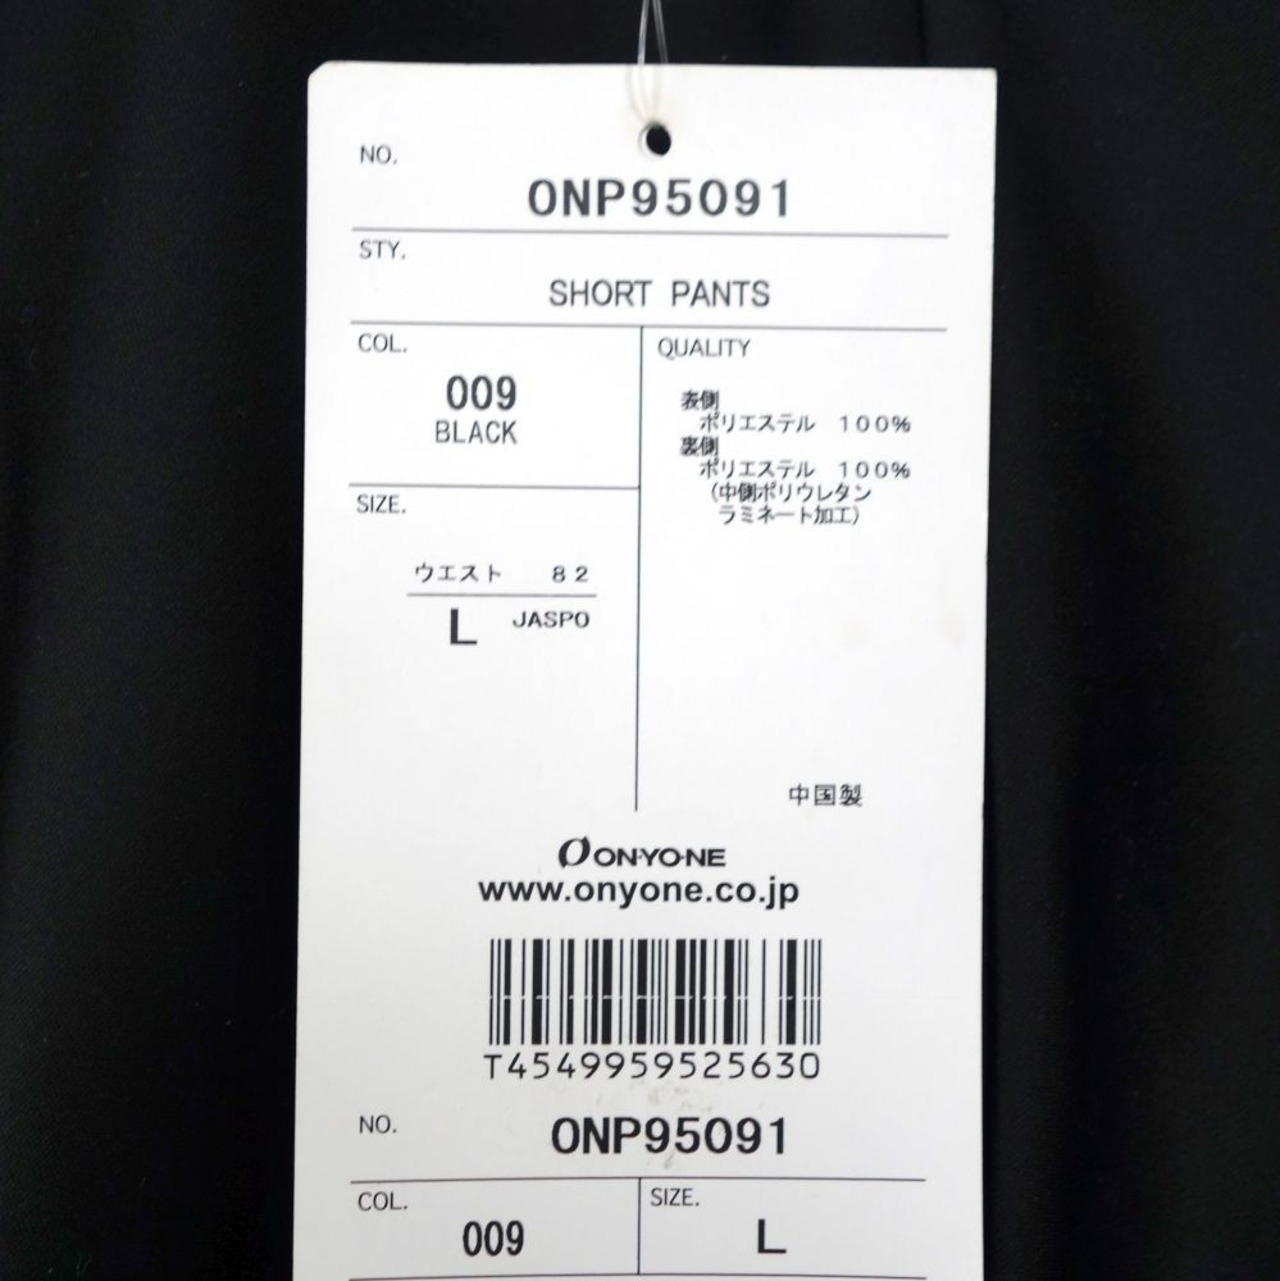 NO.
ONP95091
STY.
SHORT PANTS
COL.
009
BLACK
QUALITY
表側
ポリエステル 100%
裏側
ポリエステル 100%
(中側ポリウレタン
ラミネート加工)
SIZE.
ウエスト 82
L JASPO
中国製
ON・YO・NE
www.onyone.co.jp
T4549959525630
NO.
ONP95091
COL.
009
SIZE.
L